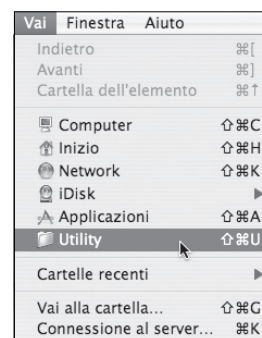 Vai Finestra Aiuto
Indietro ⌘[
Avanti ⌘]
Cartella dell'elemento ⌘↑
Computer ⇧⌘C
Inizio ⇧⌘H
Network ⇧⌘K
iDisk ▶
Applicazioni ⇧⌘A
Utility ⇧⌘U
Cartelle recenti ▶
Vai alla cartella... ⇧⌘G
Connessione al server... ⌘K